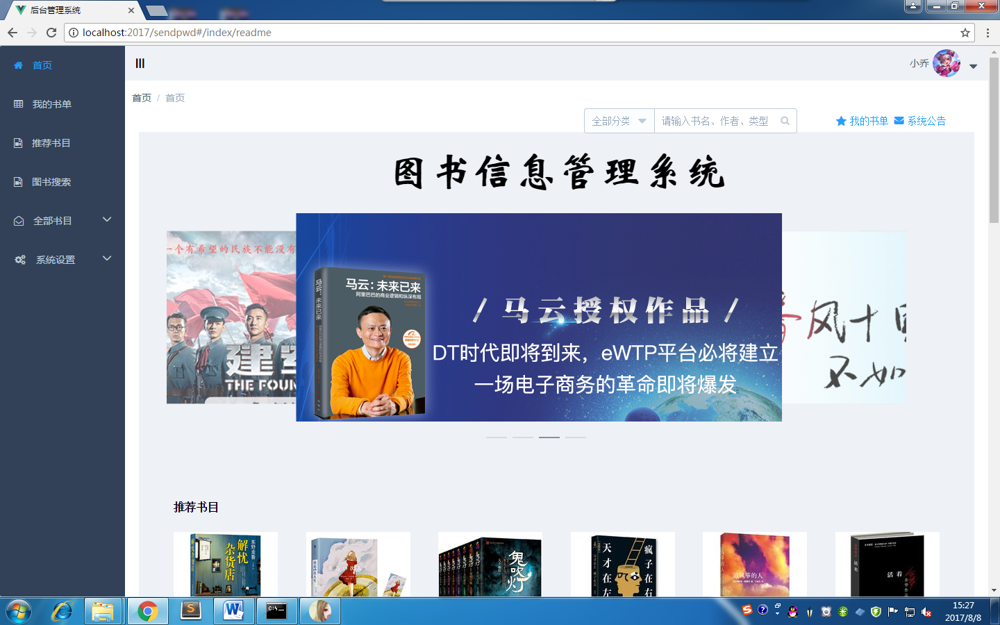 后台管理系统
localhost:2017/sendpwd#/index/readme
首页
我的书单
推荐书目
图书搜索
全部书目
系统设置
小乔
首页 / 首页
全部分类
请输入书名、作者、类型
我的书单
系统公告
图书信息管理系统
一个有希望的民族不能没有
THE FOUN
马云:未来已来
阿里巴巴的商业逻辑和纵深布局
马云:未来已来
/ 马云授权作品 /
DT时代即将到来，eWTP平台必将建立
一场电子商务的革命即将爆发
风十里
不如
推荐书目
解忧
杂货店
东野圭吾
鬼吹灯
天才在左
疯子在右
追风筝的人
活着
15:27
2017/8/8